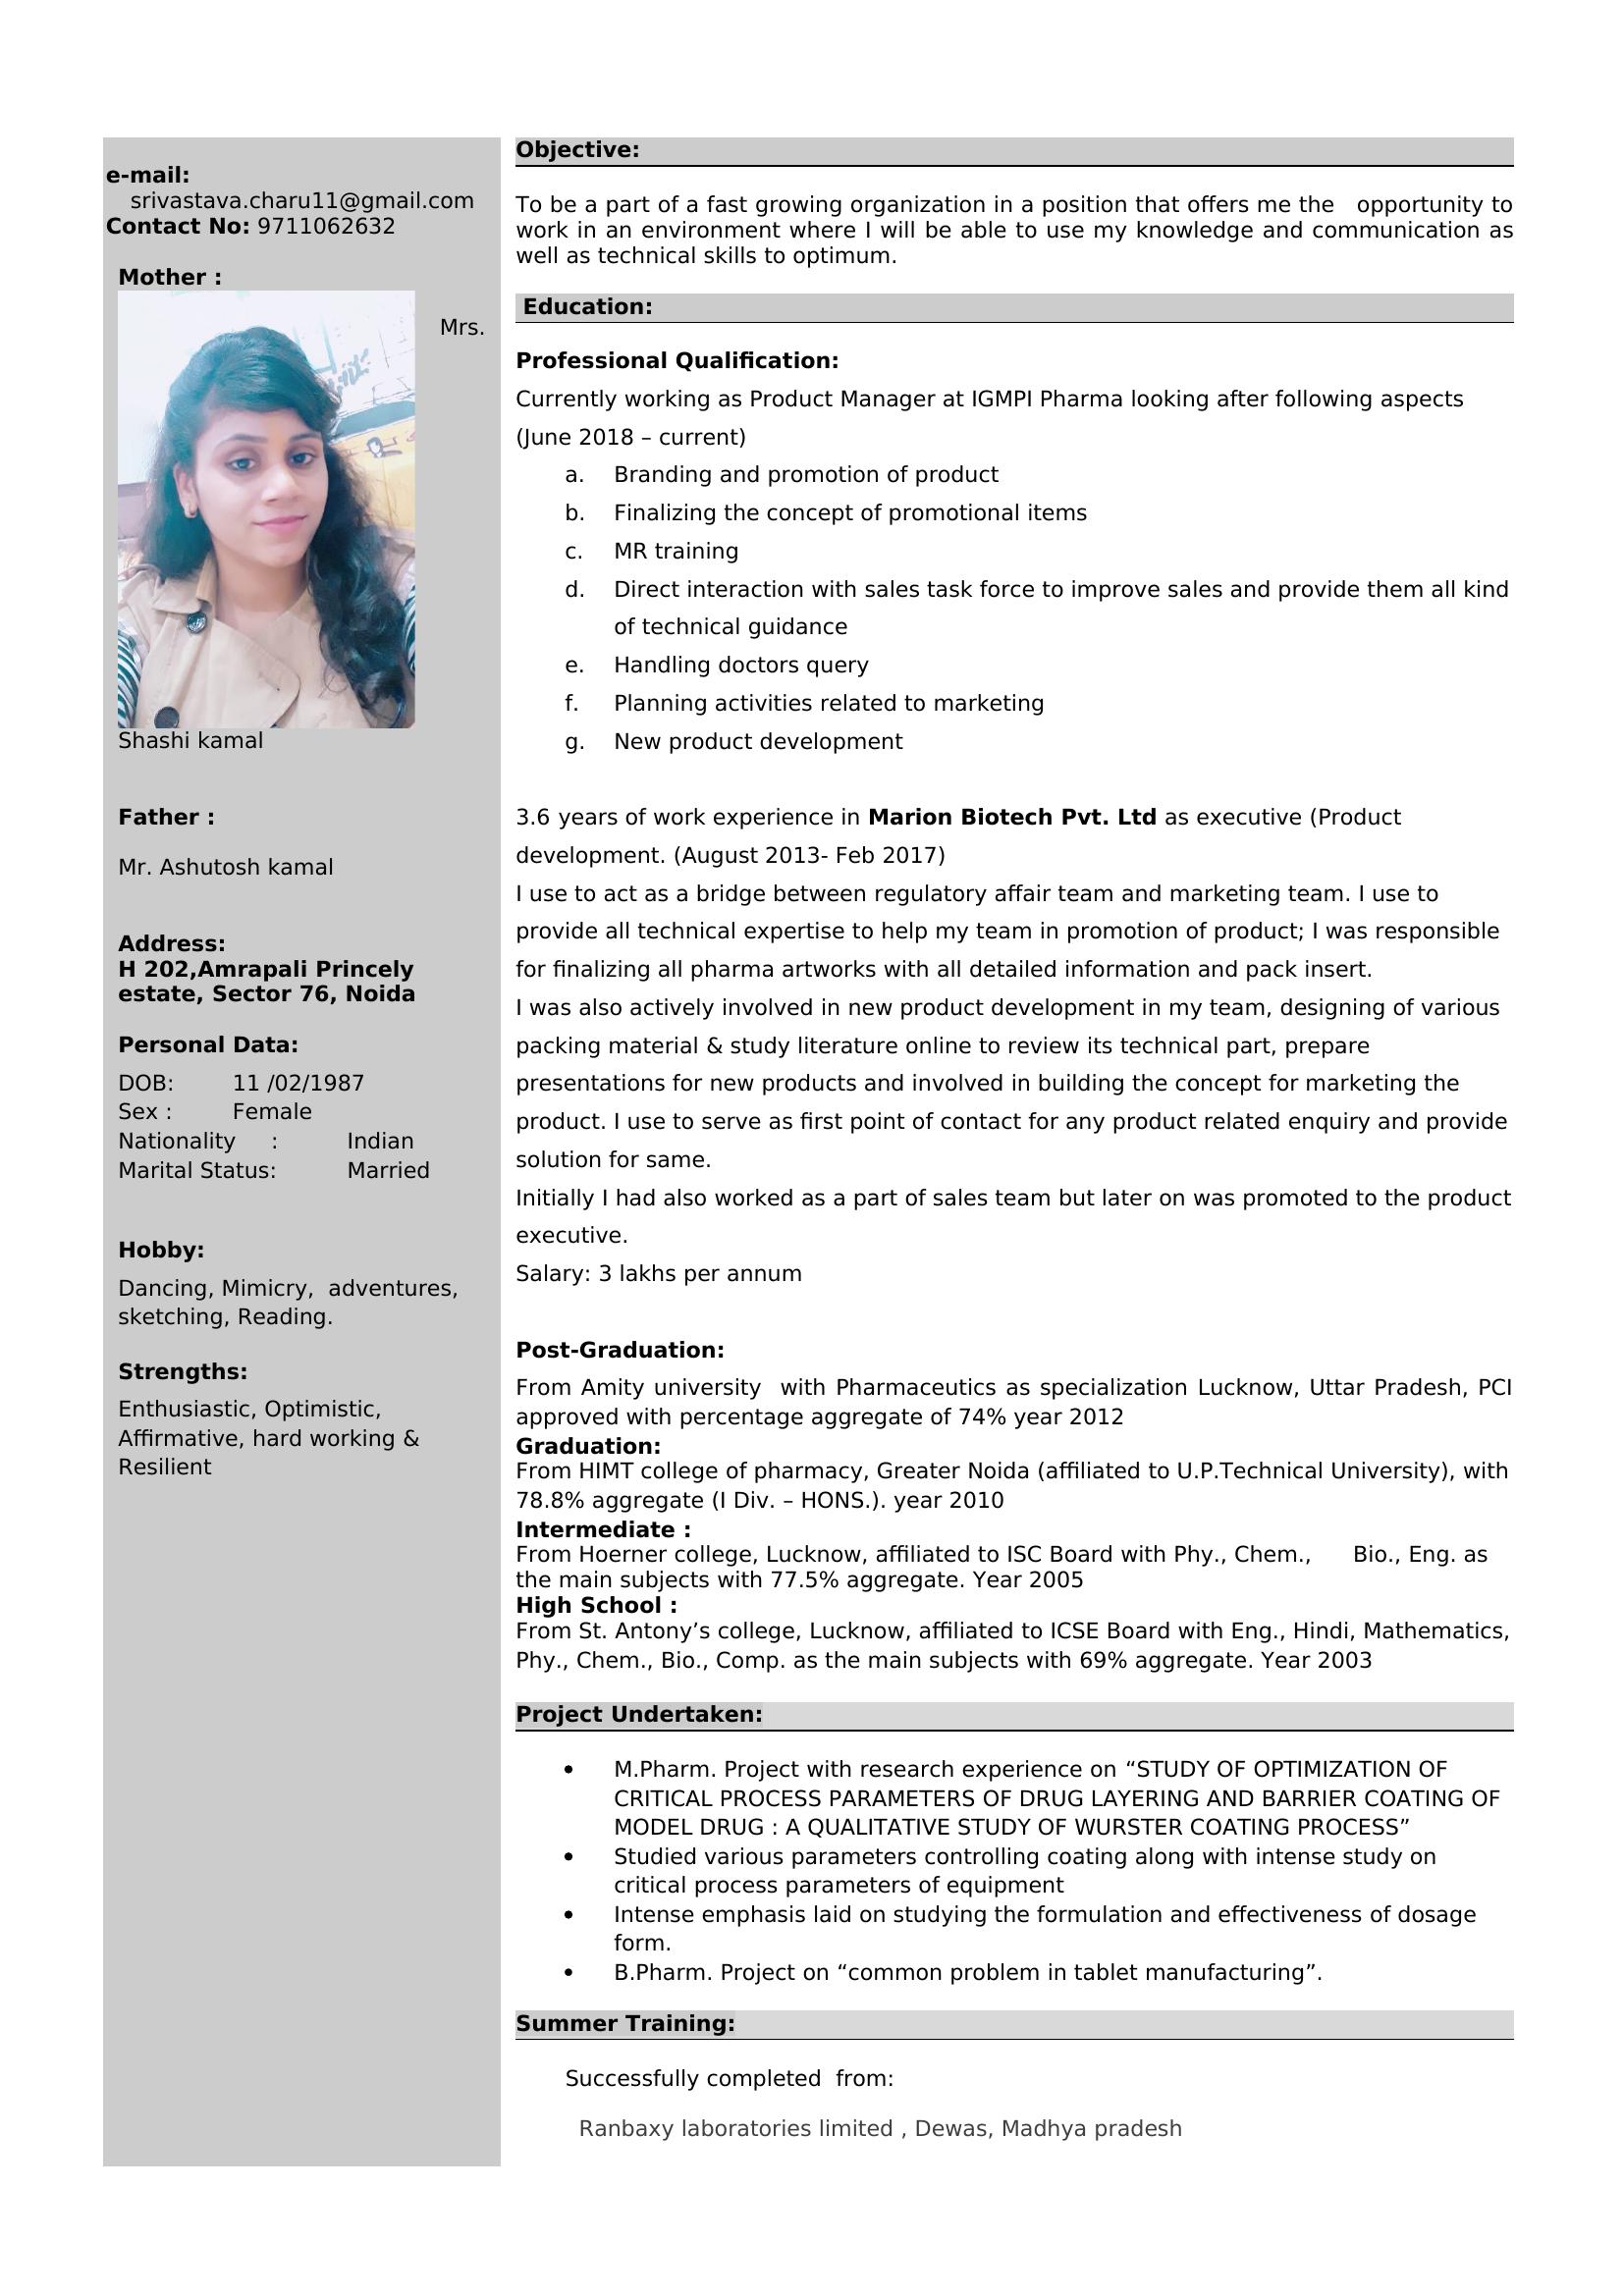 e-mail:
srivastava.charu11@gmail.com
Contact No: 9711062632
Mother :
Mrs.
Shashi kamal
Father :
Mr. Ashutosh kamal
Address:
H 202,Amrapali Princely
estate, Sector 76, Noida
Personal Data:
DOB: 11 /02/1987
Sex : Female
Nationality : Indian
Marital Status: Married
Hobby:
Dancing, Mimicry, adventures,
sketching, Reading.
Strengths:
Enthusiastic, Optimistic,
Affirmative, hard working &
Resilient
Objective:
To be a part of a fast growing organization in a position that offers me the opportunity to
work in an environment where I will be able to use my knowledge and communication as
well as technical skills to optimum.
Education:
Professional Qualification:
Currently working as Product Manager at IGMPI Pharma looking after following aspects
(June 2018 – current)
a. Branding and promotion of product
b. Finalizing the concept of promotional items
c. MR training
d. Direct interaction with sales task force to improve sales and provide them all kind
of technical guidance
e. Handling doctors query
f. Planning activities related to marketing
g. New product development
3.6 years of work experience in Marion Biotech Pvt. Ltd as executive (Product
development. (August 2013- Feb 2017)
I use to act as a bridge between regulatory affair team and marketing team. I use to
provide all technical expertise to help my team in promotion of product; I was responsible
for finalizing all pharma artworks with all detailed information and pack insert.
I was also actively involved in new product development in my team, designing of various
packing material & study literature online to review its technical part, prepare
presentations for new products and involved in building the concept for marketing the
product. I use to serve as first point of contact for any product related enquiry and provide
solution for same.
Initially I had also worked as a part of sales team but later on was promoted to the product
executive.
Salary: 3 lakhs per annum
Post-Graduation:
From Amity university with Pharmaceutics as specialization Lucknow, Uttar Pradesh, PCI
approved with percentage aggregate of 74% year 2012
Graduation:
From HIMT college of pharmacy, Greater Noida (affiliated to U.P.Technical University), with
78.8% aggregate (I Div. – HONS.). year 2010
Intermediate :
From Hoerner college, Lucknow, affiliated to ISC Board with Phy., Chem., Bio., Eng. as
the main subjects with 77.5% aggregate. Year 2005
High School :
From St. Antony’s college, Lucknow, affiliated to ICSE Board with Eng., Hindi, Mathematics,
Phy., Chem., Bio., Comp. as the main subjects with 69% aggregate. Year 2003
Project Undertaken:
• M.Pharm. Project with research experience on “STUDY OF OPTIMIZATION OF
CRITICAL PROCESS PARAMETERS OF DRUG LAYERING AND BARRIER COATING OF
MODEL DRUG : A QUALITATIVE STUDY OF WURSTER COATING PROCESS”
• Studied various parameters controlling coating along with intense study on
critical process parameters of equipment
• Intense emphasis laid on studying the formulation and effectiveness of dosage
form.
• B.Pharm. Project on “common problem in tablet manufacturing”.
Summer Training:
Successfully completed from:
Ranbaxy laboratories limited , Dewas, Madhya pradesh